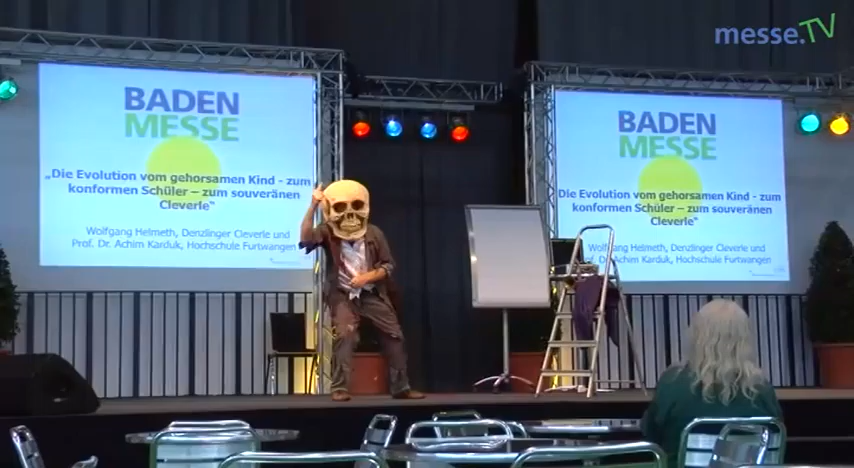 messe.TV
BADEN
MESSE
„Die Evolution vom gehorsamen Kind - zum
konformen Schüler – zum souveränen
Cleverle"
Wolfgang Helmeth, Denzlinger Cleverle und
Prof. Dr. Achim Karduk, Hochschule Furtwangen
BADEN
MESSE
„Die Evolution vom gehorsamen Kind - zum
konformen Schüler – zum souveränen
Cleverle"
Wolfgang Helmeth, Denzlinger Cleverle und
Dr. Achim Karduk, Hochschule Furtwangen